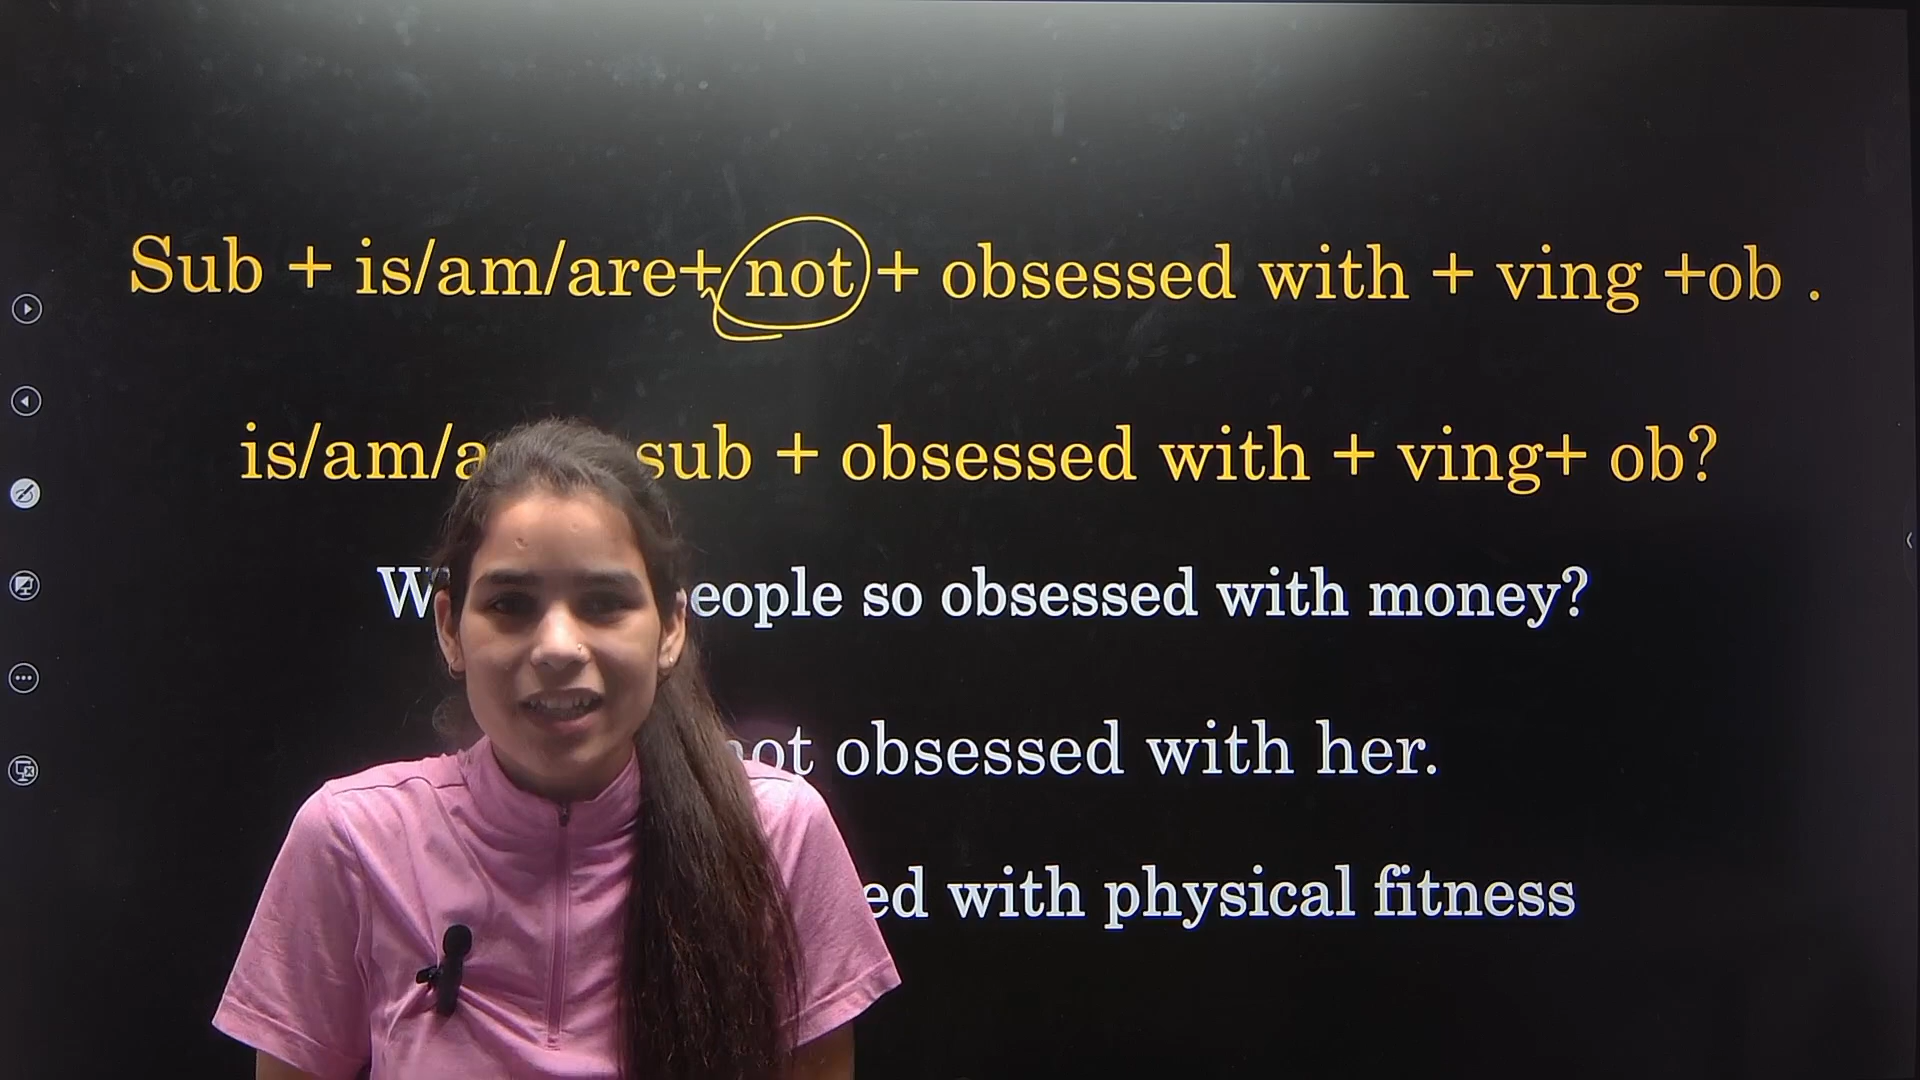 Sub + is/am/are+ not + obsessed with + ving +ob .
is/am/a sub + obsessed with + ving+ ob?
W eople so obsessed with money?
not obsessed with her.
ed with physical fitness